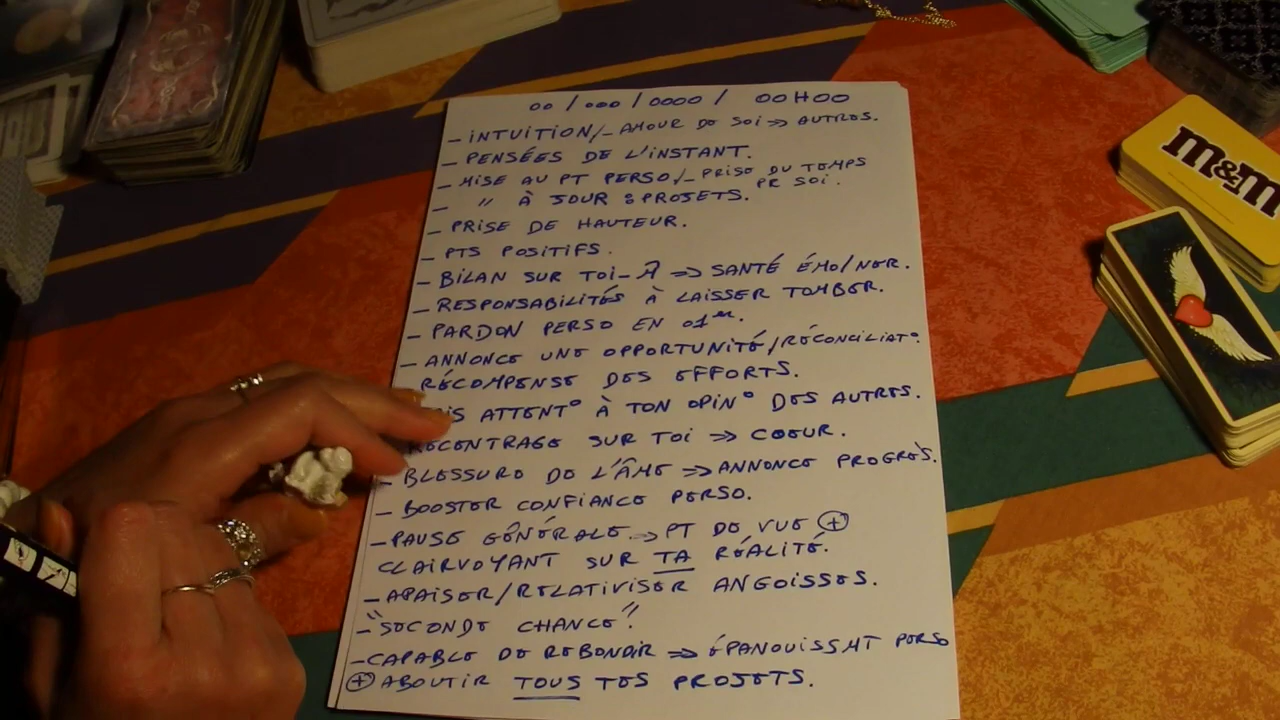 00 / 000 / 0000 / 00H00
- INTUITION/- AMOUR DE SOI => AUTRES.
- PENSÉES DE L'INSTANT.
- MISE AU PT PERSO/- PRISE DU TEMPS PR SOI.
- " À JOUR : PROJETS.
- PRISE DE HAUTEUR.
- PTS POSITIFS.
- BILAN SUR TOI- => SANTÉ ÉMO/NER.
- RESPONSABILITÉS À LAISSER TOMBER.
- PARDON PERSO EN 01er.
- ANNONCE UNE OPPORTUNITÉ/RÉCONCILIAT°.
RÉCOMPENSE DES EFFORTS.
ATTENT° À TON OPIN° DES AUTRES.
RECENTRAGE SUR TOI => COEUR.
- BLESSURE DE L'ÂME => ANNONCE PROGRÈS.
- BOOSTER CONFIANCE PERSO.
- PAUSE GÉNÉRALE. => PT DE VUE +
CLAIRVOYANT SUR TA RÉALITÉ.
- APAISER/RELATIVISER ANGOISSES.
- "SECONDE CHANCE".
- CAPABLE DE REBONDIR => ÉPANOUISSMT PERSO
+ ABOUTIR TOUS TES PROJETS.
M&M